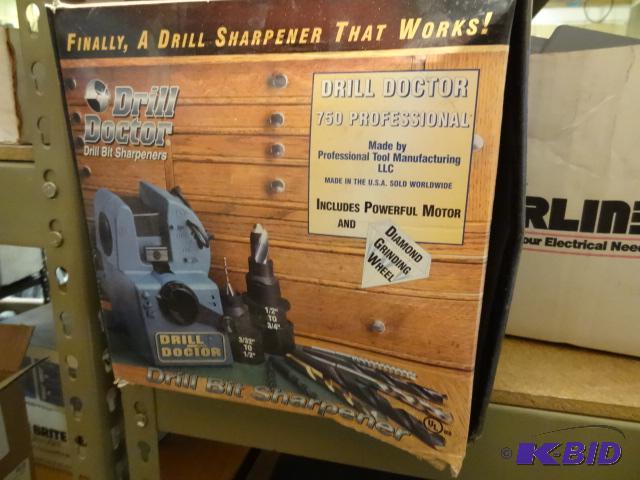 FINALLY, A DRILL SHARPENER THAT WORKS!
Drill
Doctor
Drill Bit Sharpeners
DRILL DOCTOR
750 PROFESSIONAL
Made by
Professional Tool Manufacturing
LLC
MADE IN THE U.S.A. SOLD WORLDWIDE
INCLUDES POWERFUL MOTOR
AND
DIAMOND
GRINDING
WHEEL
1/2"
TO
3/4"
3/32"
TO
1/2"
DRILL
DOCTOR
Drill Bit Sharpener
UL
RLINE
our Electrical Nee
BRITE
© K-BID